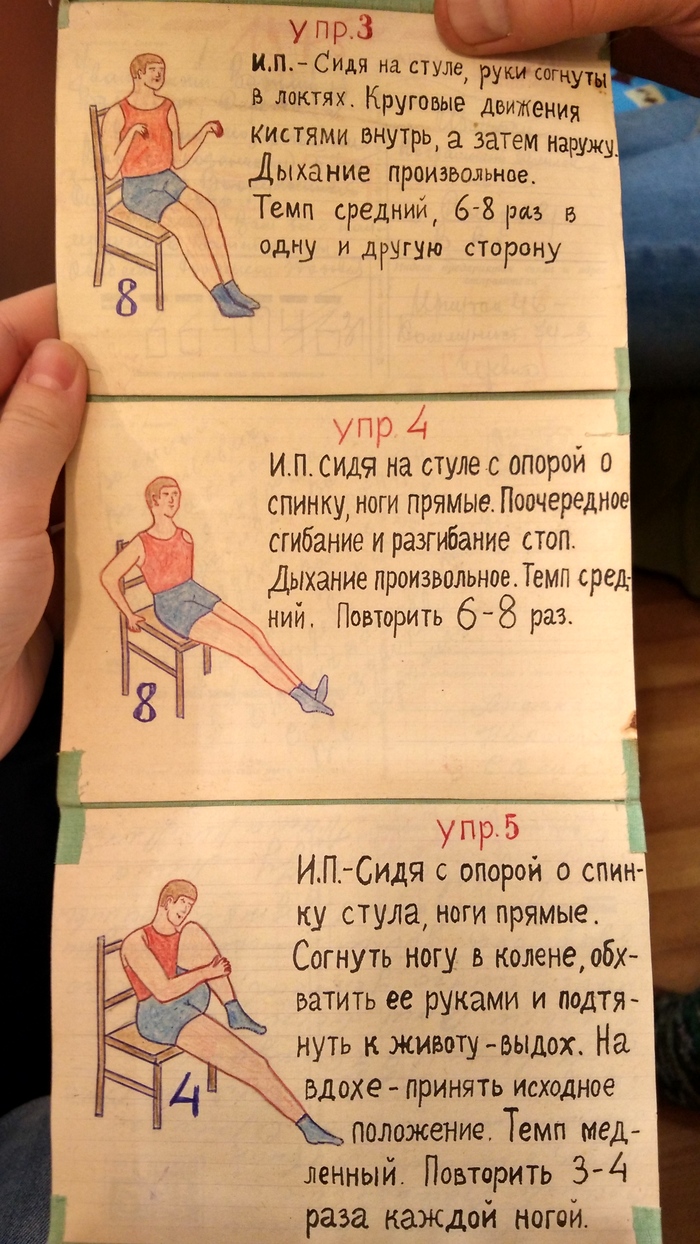 упр.3
И.П.- Сидя на стуле, руки согнуты
в локтях. Круговые движения
кистями внутрь, а затем наружу.
Дыхание произвольное.
Темп средний, 6-8 раз в
одну и другую сторону
8
упр. 4
И.П. Сидя на стуле с опорой о
спинку, ноги прямые. Поочередное
сгибание и разгибание стоп.
Дыхание произвольное. Темп сред-
ний. Повторить 6-8 раз.
8
упр.5
И.П.-Сидя с опорой о спин-
ку стула, ноги прямые.
Согнуть ногу в колене, обх-
ватить ее руками и подтя-
нуть к животу-выдох. На
вдохе-принять исходное
положение. Темп мед-
ленный. Повторить 3-4
раза каждой ногой.
4